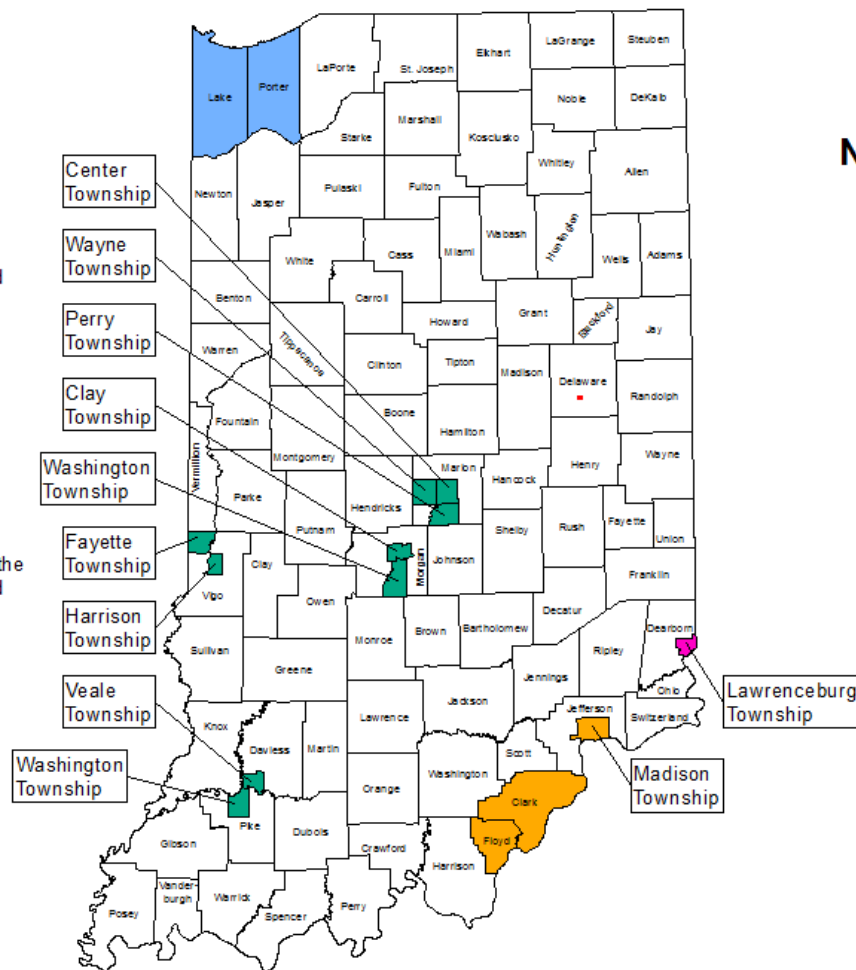 LaGrange
Steuben
Elkhart
LaPorte
St. Joseph
Porter
Lake
Noble
DeKalb
Marshall
Starke
Kosciusko
N
Whitley
Allen
Center
Township
Newton
Jasper
Pulaski
Fulton
Wabash
Huntington
Miami
Wells
Adams
Wayne
Township
White
Cass
Carroll
Benton
Grant
Blackford
Jay
Howard
Perry
Township
Warren
Tippecanoe
Clinton
Tipton
Madison
Delaware
Randolph
Clay
Township
Boone
Hamilton
Fountain
Montgomery
Vermillion
Marion
Hancock
Henry
Wayne
Washington
Township
Parke
Hendricks
Putnam
Shelby
Rush
Fayette
Union
Fayette
Township
the
Clay
Morgan
Johnson
Franklin
Vigo
Owen
Harrison
Township
Decatur
Monroe
Brown
Bartholomew
Dearborn
Sullivan
Ripley
Greene
Jennings
Ohio
Veale
Township
Lawrenceburg
Township
Jackson
Jefferson
Switzerland
Lawrence
Knox
Daviess
Martin
Scott
Washington
Township
Washington
Madison
Township
Orange
Clark
Pike
Dubois
Floyd
Gibson
Crawford
Harrison
Vander-
burgh
Warrick
Perry
Posey
Spencer